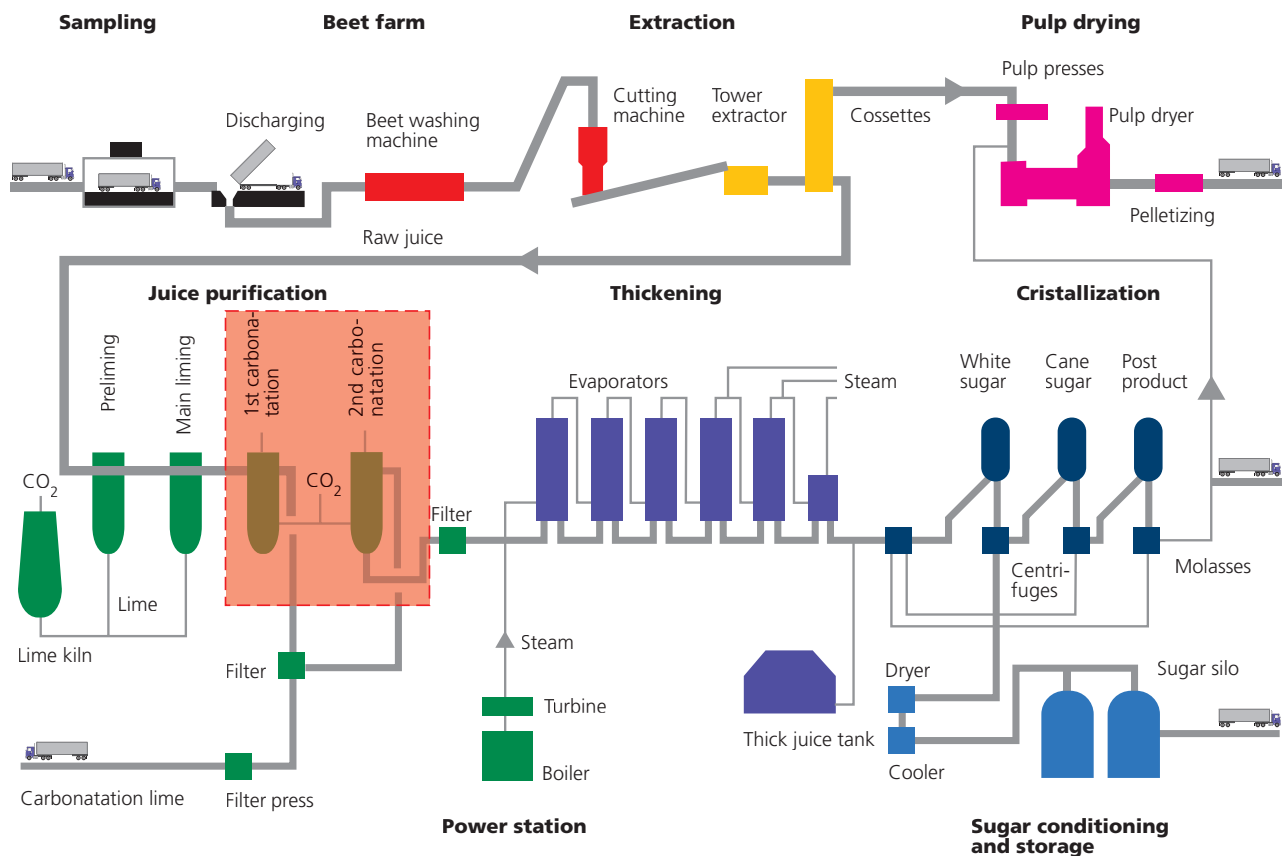 Sampling
Beet farm
Extraction
Pulp drying
Pulp presses
Discharging
Beet washing
machine
Cutting
machine
Tower
extractor
Cossettes
Pulp dryer
Pelletizing
Raw juice
Juice purification
Thickening
Cristallization
Preliming
Main liming
1st carbona-
tation
2nd carbo-
natation
Evaporators
Steam
White
sugar
Cane
sugar
Post
product
CO2
CO2
Filter
Lime
Lime kiln
Filter
Steam
Turbine
Boiler
Thick juice tank
Centri-
fuges
Molasses
Dryer
Cooler
Sugar silo
Carbonatation lime
Filter press
Power station
Sugar conditioning
and storage